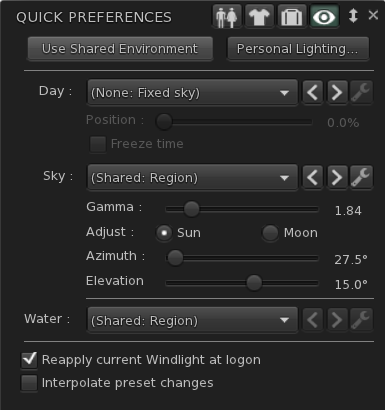 QUICK PREFERENCES
Use Shared Environment Personal Lighting...
Day : (None: Fixed sky)
Position : 0.0%
Freeze time
Sky : (Shared: Region)
Gamma : 1.84
Adjust : Sun Moon
Azimuth : 27.5°
Elevation 15.0°
Water : (Shared: Region)
Reapply current Windlight at logon
Interpolate preset changes